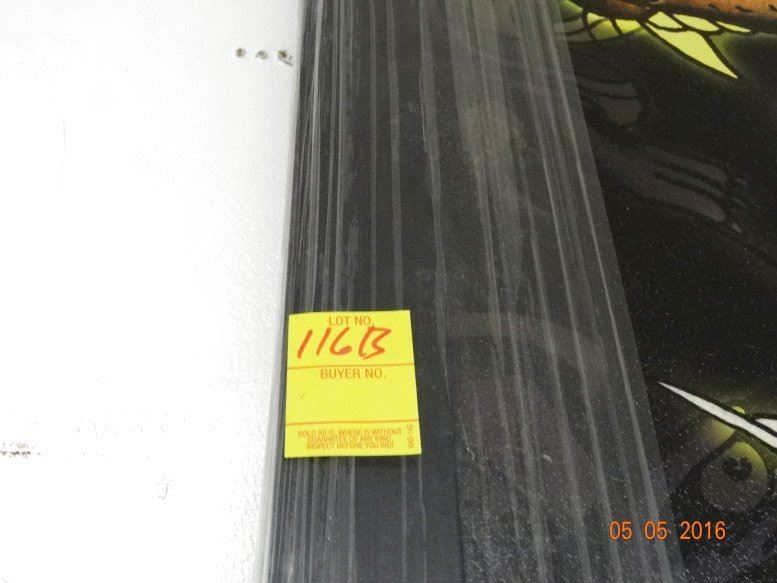 LOT NO.
116B
BUYER NO.
SOLD AS IS, WHERE IS WITHOUT
GUARANTEE OF ANY KIND.
INSPECT BEFORE YOU BID!
05 05 2016